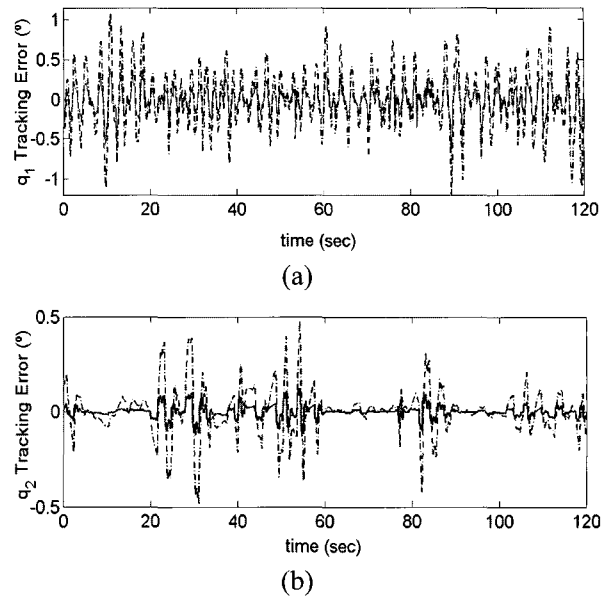 1
0.5
0
-0.5
-1
q1 Tracking Error (º)
0 20 40 60 80 100 120
time (sec)
(a)
0.5
0
-0.5
q2 Tracking Error (º)
0 20 40 60 80 100 120
time (sec)
(b)